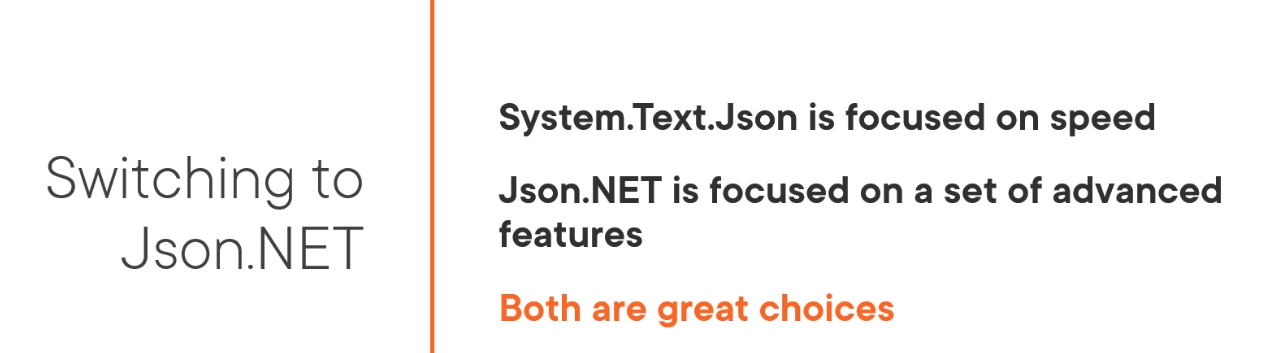 Switching to
Json.NET
System.Text.Json is focused on speed
Json.NET is focused on a set of advanced
features
Both are great choices